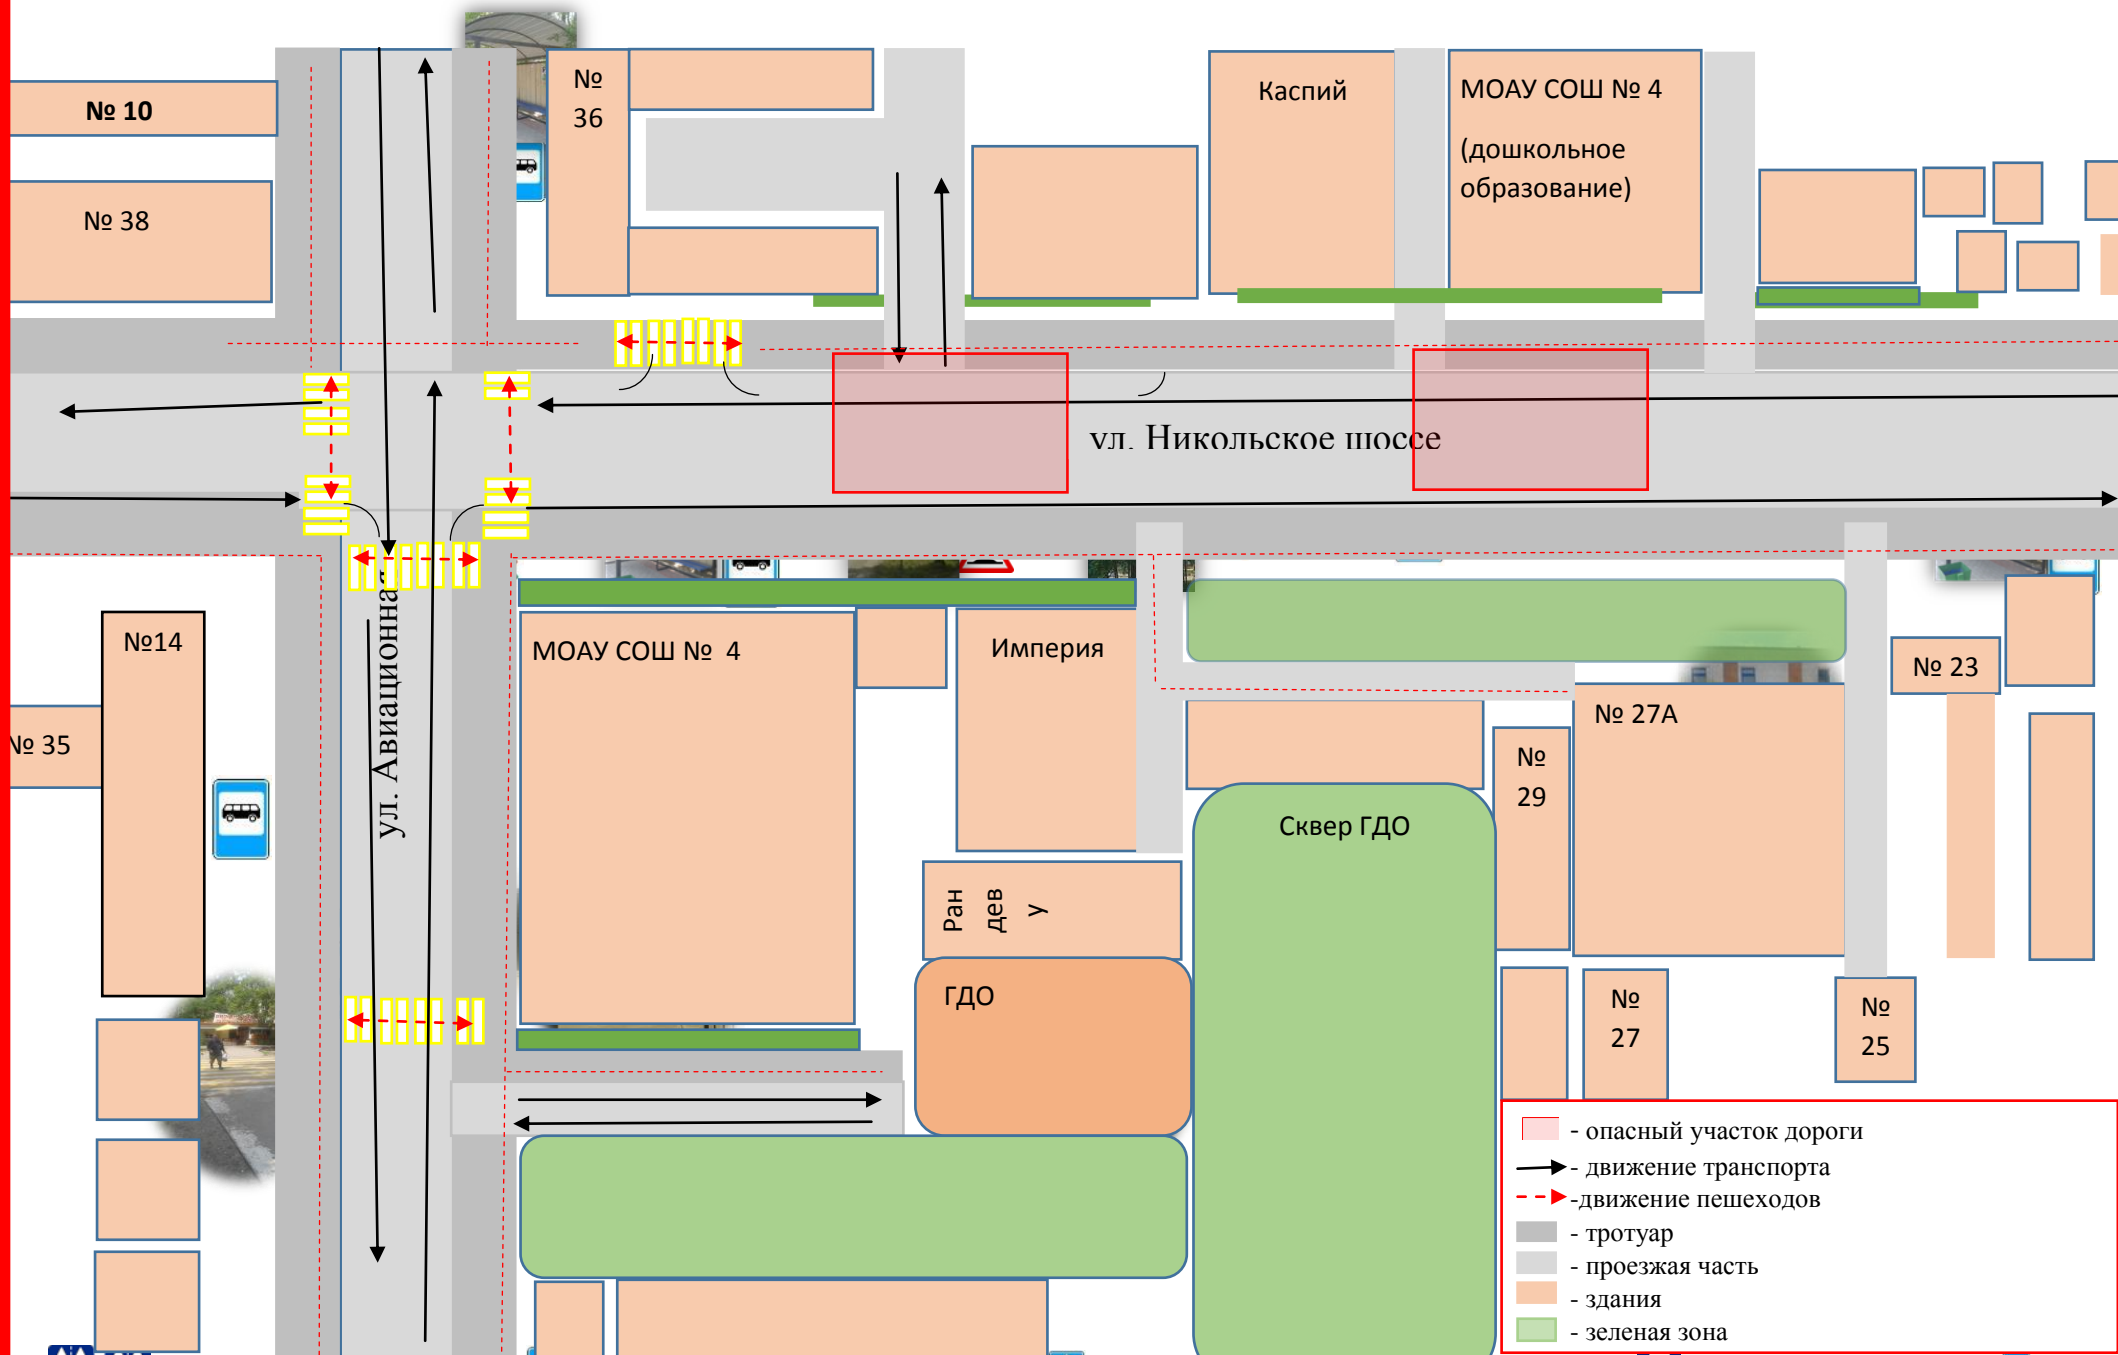 № 10
№ 38
№
36
Каспий
МОАУ СОШ № 4
(дошкольное
образование)
ул. Никольское шоссе
ул. Авиационная
№14
№ 35
МОАУ СОШ № 4
Империя
№ 23
№ 27А
№
29
Сквер ГДО
Ран
дев
у
ГДО
№
27
№
25
- опасный участок дороги
- движение транспорта
-движение пешеходов
- тротуар
- проезжая часть
- здания
- зеленая зона